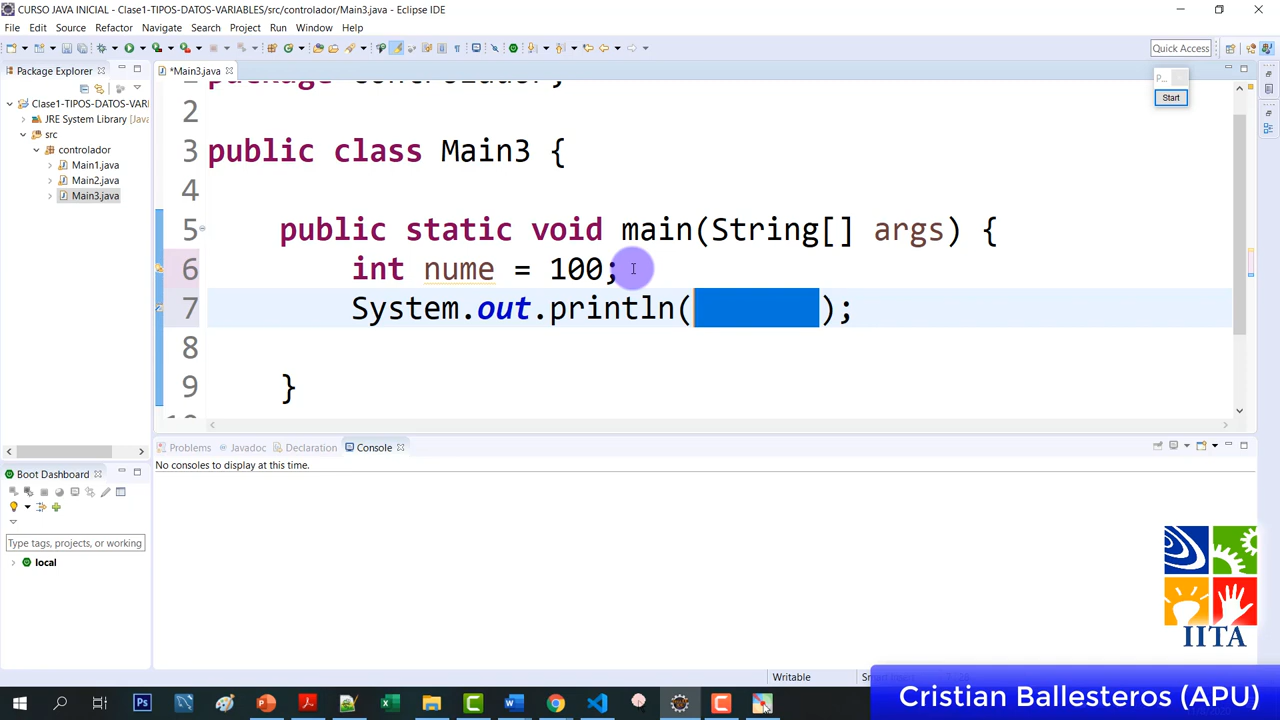 CURSO JAVA INICIAL - Clase1-TIPOS-DATOS-VARIABLES/src/controlador/Main3.java - Eclipse IDE
File Edit Source Refactor Navigate Search Project Run Window Help
Quick Access
Package Explorer
*Main3.java
P...
Start
Clase1-TIPOS-DATOS-VARI
JRE System Library [Java
src
controlador
Main1.java
Main2.java
Main3.java
2
3 public class Main3 {
4
5 public static void main(String[] args) {
6 int nume = 100;
7 System.out.println( );
8
9 }
Problems Javadoc Declaration Console
No consoles to display at this time.
Boot Dashboard
Type tags, projects, or working
local
IITA
Writable
Cristian Ballesteros (APU)